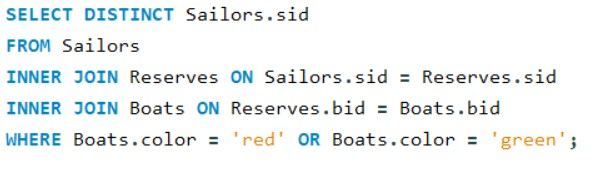 SELECT DISTINCT Sailors.sid
FROM Sailors
INNER JOIN Reserves ON Sailors.sid = Reserves.sid
INNER JOIN Boats ON Reserves.bid = Boats.bid
WHERE Boats.color = 'red' OR Boats.color = 'green';